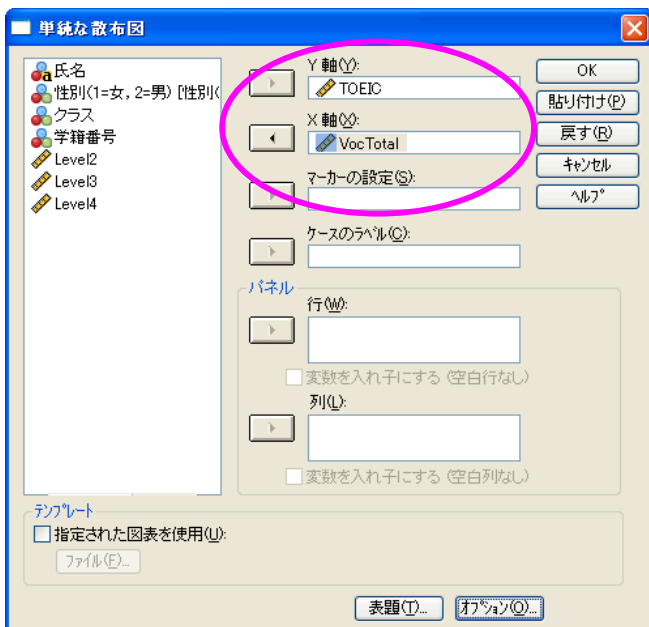 単純な散布図
氏名
性別(1=女, 2=男) [性別(
クラス
学籍番号
Level2
Level3
Level4
Y 軸(Y):
TOEIC
X 軸(X):
VocTotal
マーカーの設定(S):
ケースのラベル(C):
パネル
行(W):
変数を入れ子にする (空白行なし)
列(L):
変数を入れ子にする (空白列なし)
OK
貼り付け(P)
戻す(R)
キャンセル
ヘルプ
テンプレート
指定された図表を使用(U):
ファイル(F)...
表題(T)...
オプション(O)...